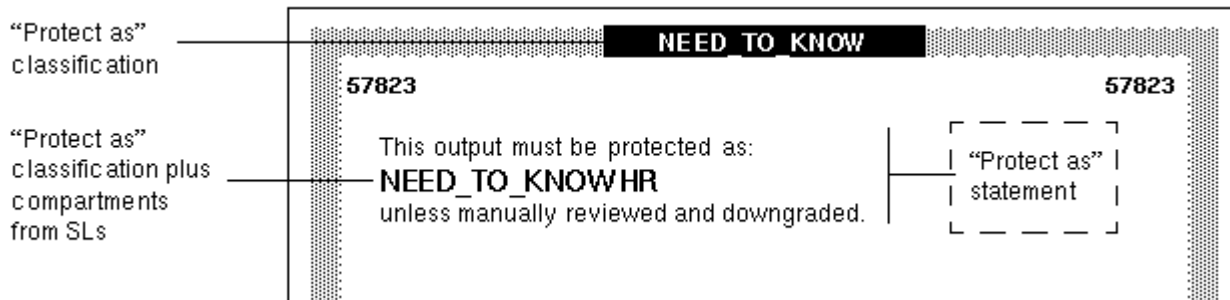 “Protect as”
classification
NEED_TO_KNOW
57823
57823
“Protect as”
classification plus
compartments
from SLs
This output must be protected as:
NEED_TO_KNOWHR
unless manually reviewed and downgraded.
“Protect as”
statement